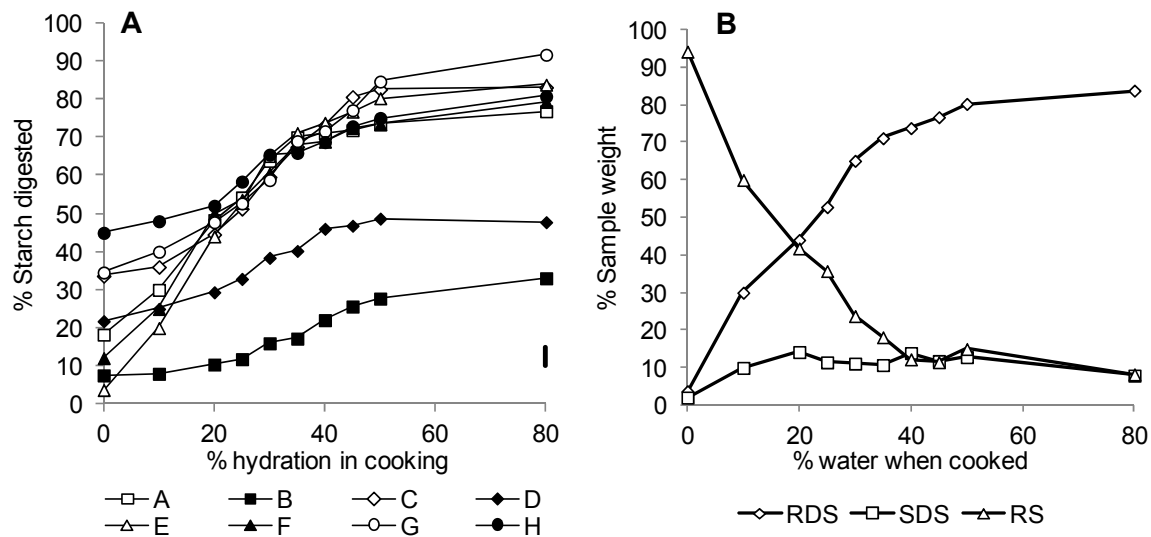 A
% Starch digested
100
90
80
70
60
50
40
30
20
10
0
0 20 40 60 80
% hydration in cooking
A B C D
E F G H
B
% Sample weight
100
90
80
70
60
50
40
30
20
10
0
0 20 40 60 80
% water when cooked
RDS SDS RS